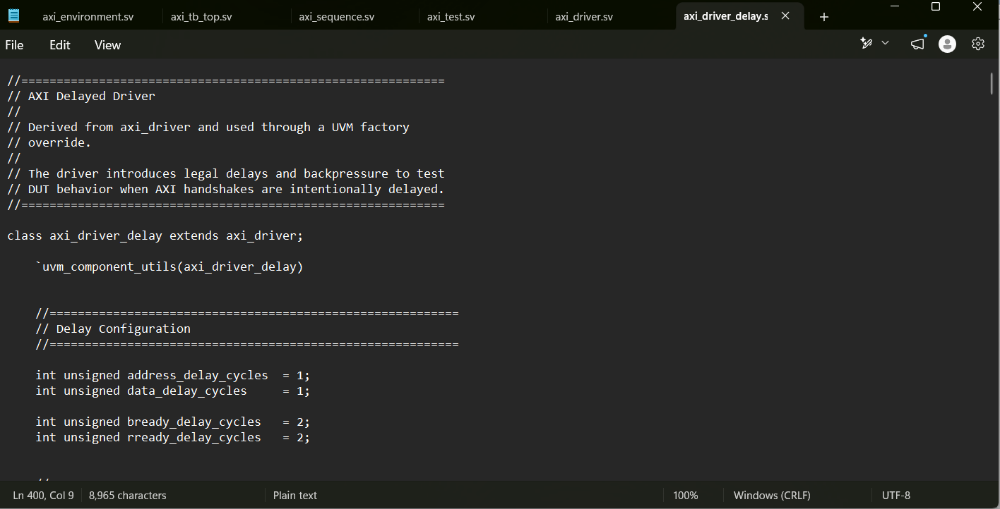 axi_environment.sv axi_tb_top.sv axi_sequence.sv axi_test.sv axi_driver.sv axi_driver_delay.s
File Edit View
//============================================================
// AXI Delayed Driver
//
// Derived from axi_driver and used through a UVM factory
// override.
//
// The driver introduces legal delays and backpressure to test
// DUT behavior when AXI handshakes are intentionally delayed.
//============================================================
class axi_driver_delay extends axi_driver;
`uvm_component_utils(axi_driver_delay)
//==========================================================
// Delay Configuration
//==========================================================
int unsigned address_delay_cycles  = 1;
int unsigned data_delay_cycles     = 1;
int unsigned bready_delay_cycles   = 2;
int unsigned rready_delay_cycles   = 2;
//
Ln 400, Col 9 8,965 characters Plain text 100% Windows (CRLF) UTF-8